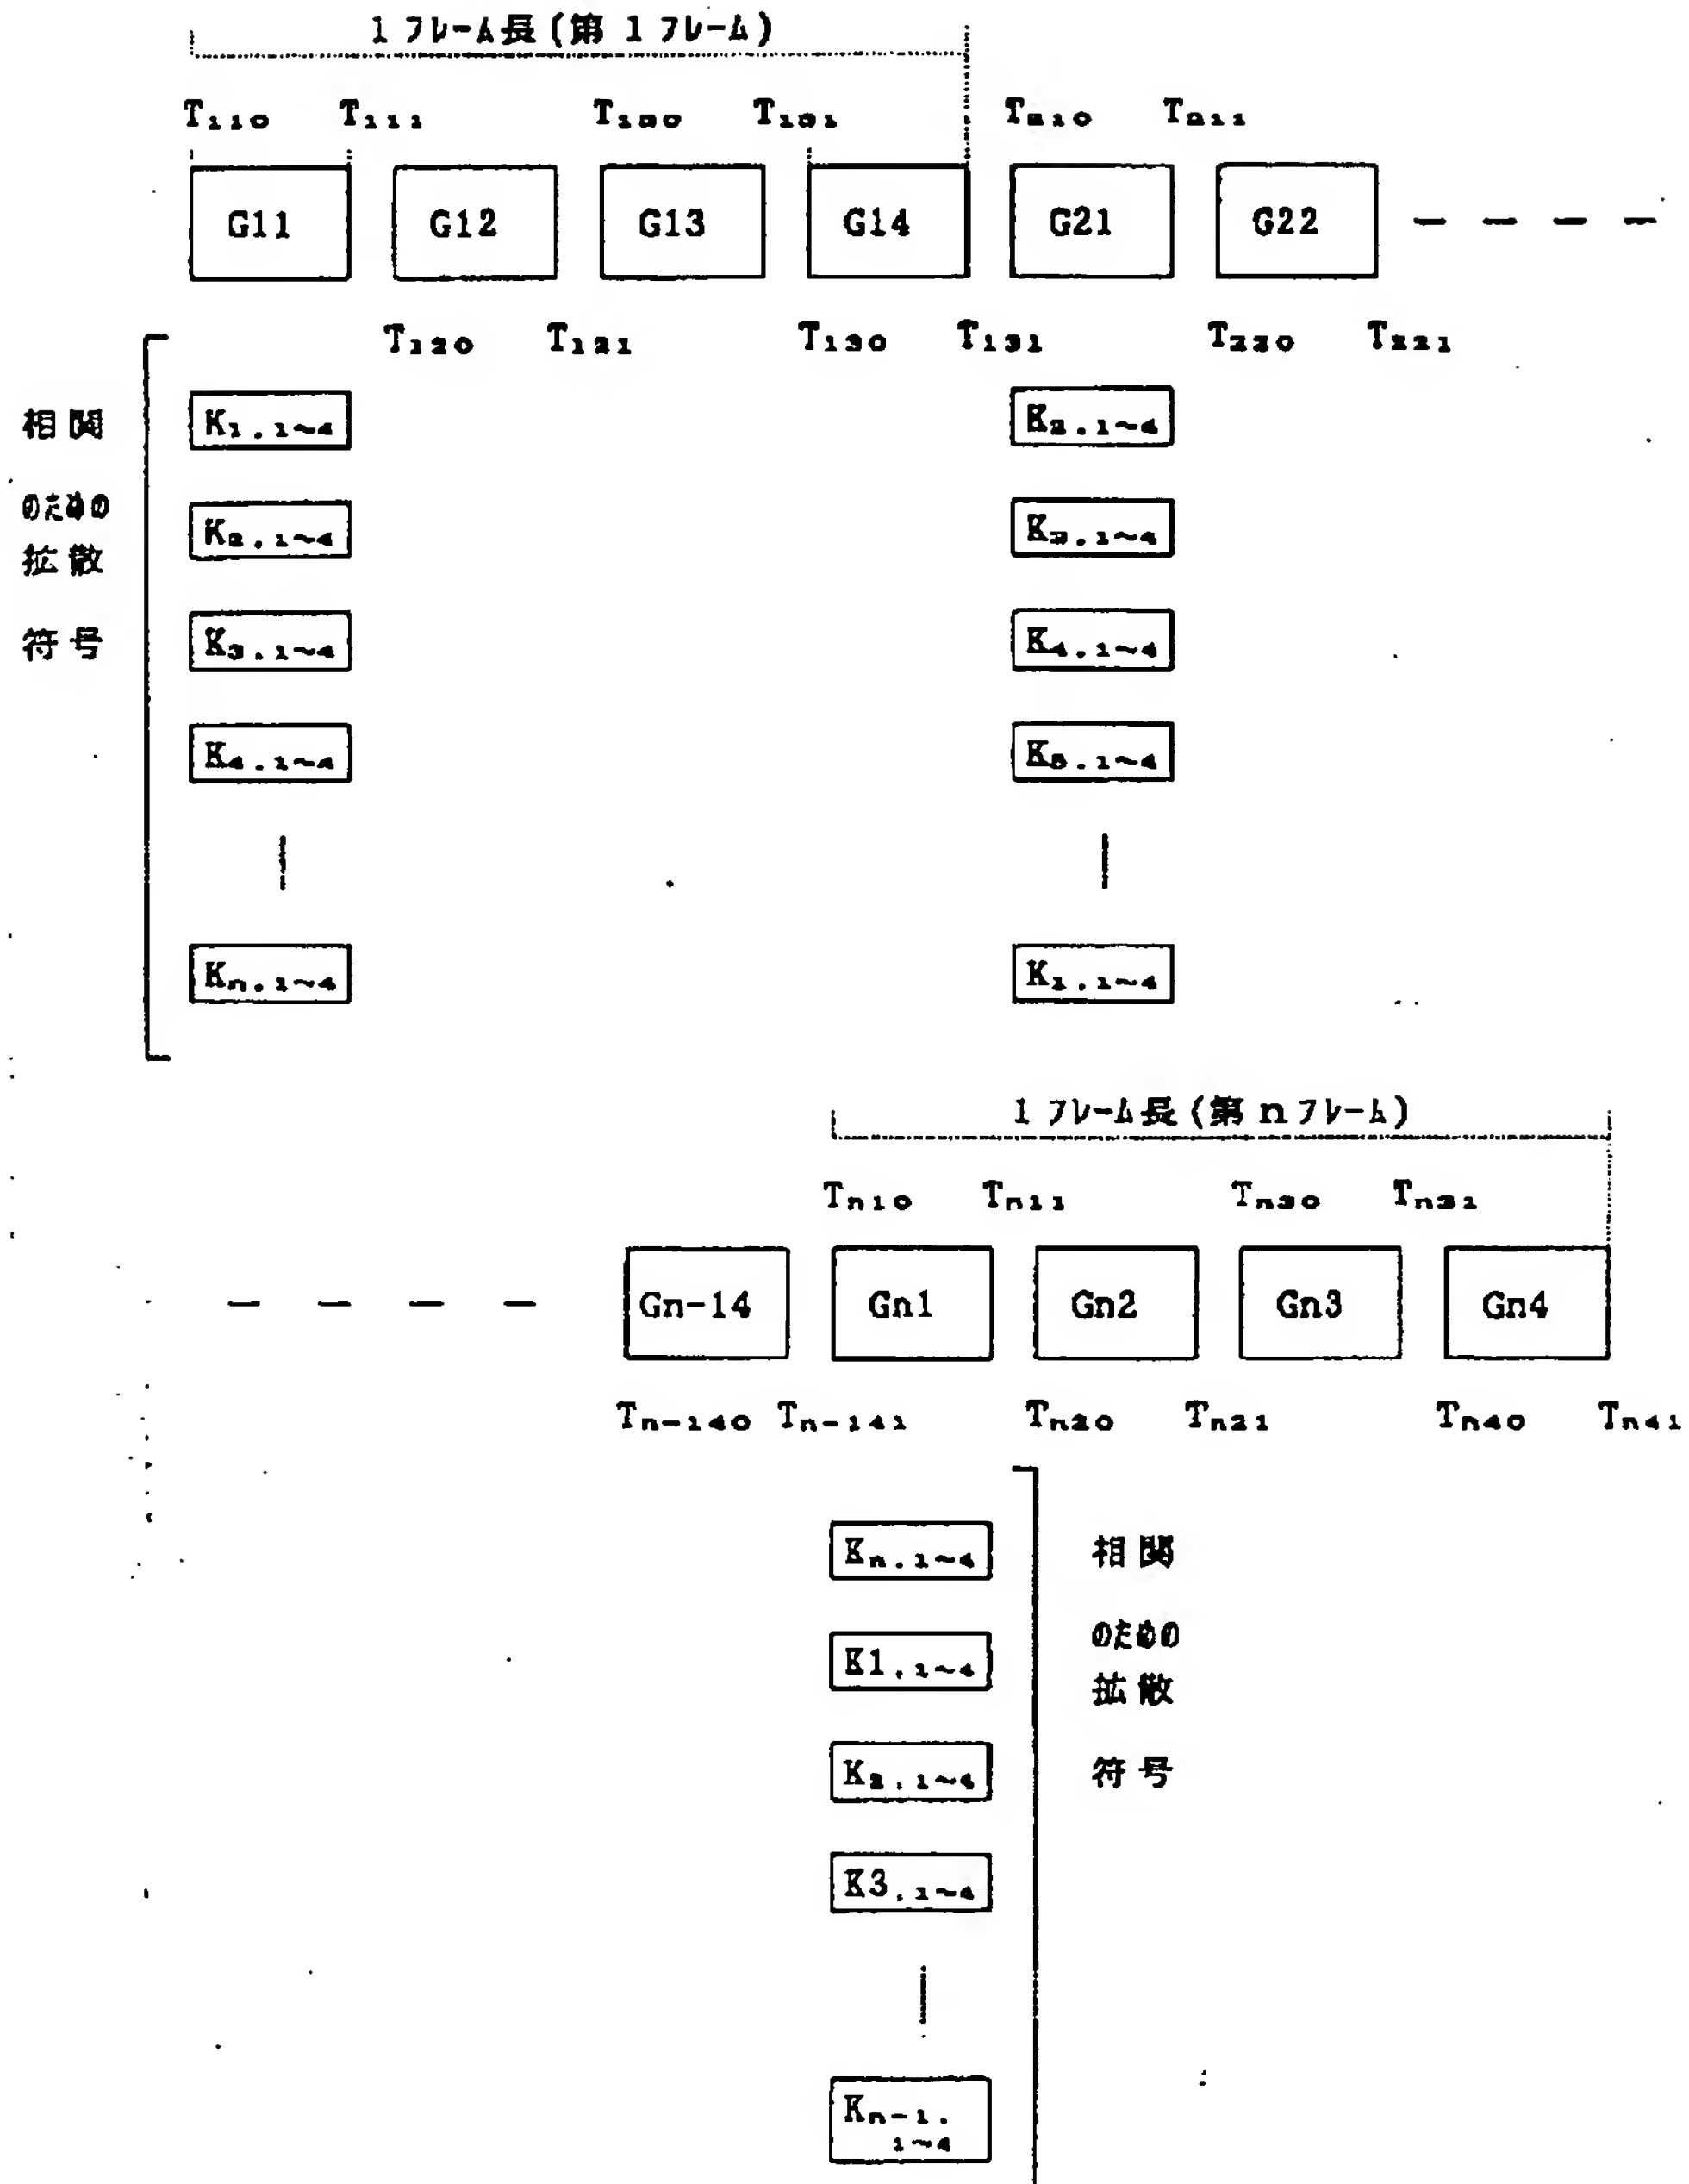 1 フレーム長 (第 1 フレーム)
T₁₁₀ T₁₁₁ T₁₃₀ T₁₃₁ T₂₁₀ T₂₁₁
G11 G12 G13 G14 G21 G22 — — — —
T₁₂₀ T₁₂₁ T₁₃₀ T₁₃₁ T₂₂₀ T₂₂₁
相関
のための
拡散
符号
K₁.₁~₄ K₂.₁~₄
K₂.₁~₄ K₃.₁~₄
K₃.₁~₄ K₄.₁~₄
K₄.₁~₄ K₅.₁~₄
Kₙ.₁~₄ K₁.₁~₄
1 フレーム長 (第 n フレーム)
Tₙ₁₀ Tₙ₁₁ Tₙ₃₀ Tₙ₃₁
— — — — Gn-14 Gn1 Gn2 Gn3 Gn4
Tₙ₋₁₄₀ Tₙ₋₁₄₁ Tₙ₂₀ Tₙ₂₁ Tₙ₄₀ Tₙ₄₁
Kₙ.₁~₄
K1.₁~₄
K₂.₁~₄
K3.₁~₄
Kₙ₋₁.
₁~₄
相関
のための
拡散
符号